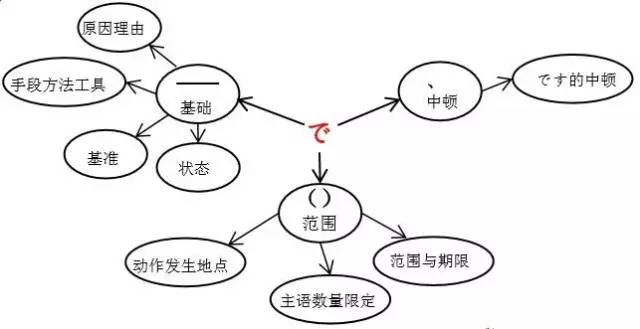 原因理由
手段方法工具
—
基础
基准
状态
で
、
中顿
です的中顿
()
范围
动作发生地点
主语数量限定
范围与期限